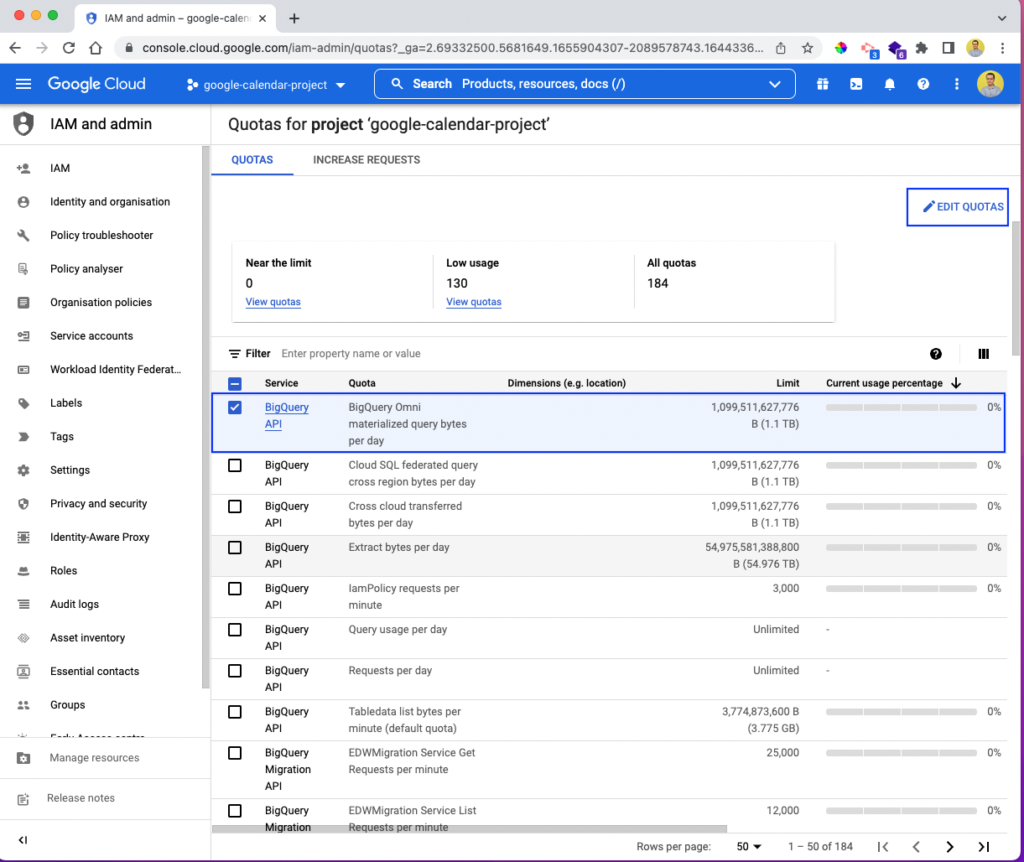 IAM and admin – google-calen
console.cloud.google.com/iam-admin/quotas?_ga=2.69332500.5681649.1655904307-2089578743.1644336...
3
6
Google Cloud
google-calendar-project
Search Products, resources, docs (/)
IAM and admin
IAM
Identity and organisation
Policy troubleshooter
Policy analyser
Organisation policies
Service accounts
Workload Identity Federat...
Labels
Tags
Settings
Privacy and security
Identity-Aware Proxy
Roles
Audit logs
Asset inventory
Essential contacts
Groups
Early Access centre
Manage resources
Release notes
Quotas for project ‘google-calendar-project’
QUOTAS
INCREASE REQUESTS
EDIT QUOTAS
Near the limit
0
View quotas
Low usage
130
View quotas
All quotas
184
Filter Enter property name or value
Service Quota Dimensions (e.g. location) Limit Current usage percentage
BigQuery BigQuery Omni 1,099,511,627,776 0%
API materialized query bytes B (1.1 TB)
per day
BigQuery Cloud SQL federated query 1,099,511,627,776 0%
API cross region bytes per day B (1.1 TB)
BigQuery Cross cloud transferred 1,099,511,627,776 0%
API bytes per day B (1.1 TB)
BigQuery Extract bytes per day 54,975,581,388,800 0%
API B (54.976 TB)
BigQuery IamPolicy requests per 3,000 0%
API minute
BigQuery Query usage per day Unlimited -
API
BigQuery Requests per day Unlimited -
API
BigQuery Tabledata list bytes per 3,774,873,600 B 0%
API minute (default quota) (3.775 GB)
BigQuery EDWMigration Service Get 25,000 0%
Migration Requests per minute
API
BigQuery EDWMigration Service List 12,000 0%
Migration Requests per minute
Rows per page: 50 1 – 50 of 184